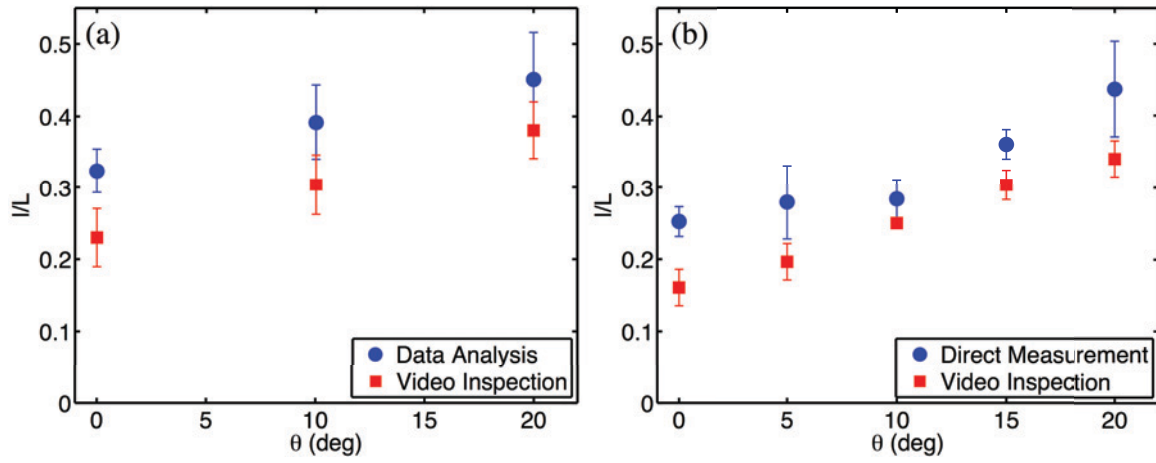 (a)
0.5
0.4
0.3
0.2
0.1
0
I/L
0 5 10 15 20
θ (deg)
Data Analysis
Video Inspection
(b)
0.5
0.4
0.3
0.2
0.1
0
I/L
0 5 10 15 20
θ (deg)
Direct Measurement
Video Inspection